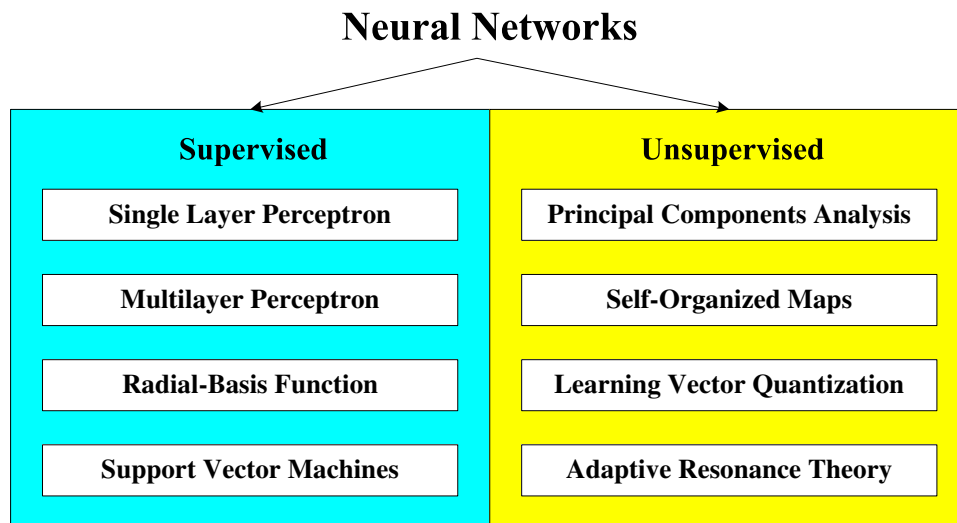 Neural Networks
Supervised
Single Layer Perceptron
Multilayer Perceptron
Radial-Basis Function
Support Vector Machines
Unsupervised
Principal Components Analysis
Self-Organized Maps
Learning Vector Quantization
Adaptive Resonance Theory